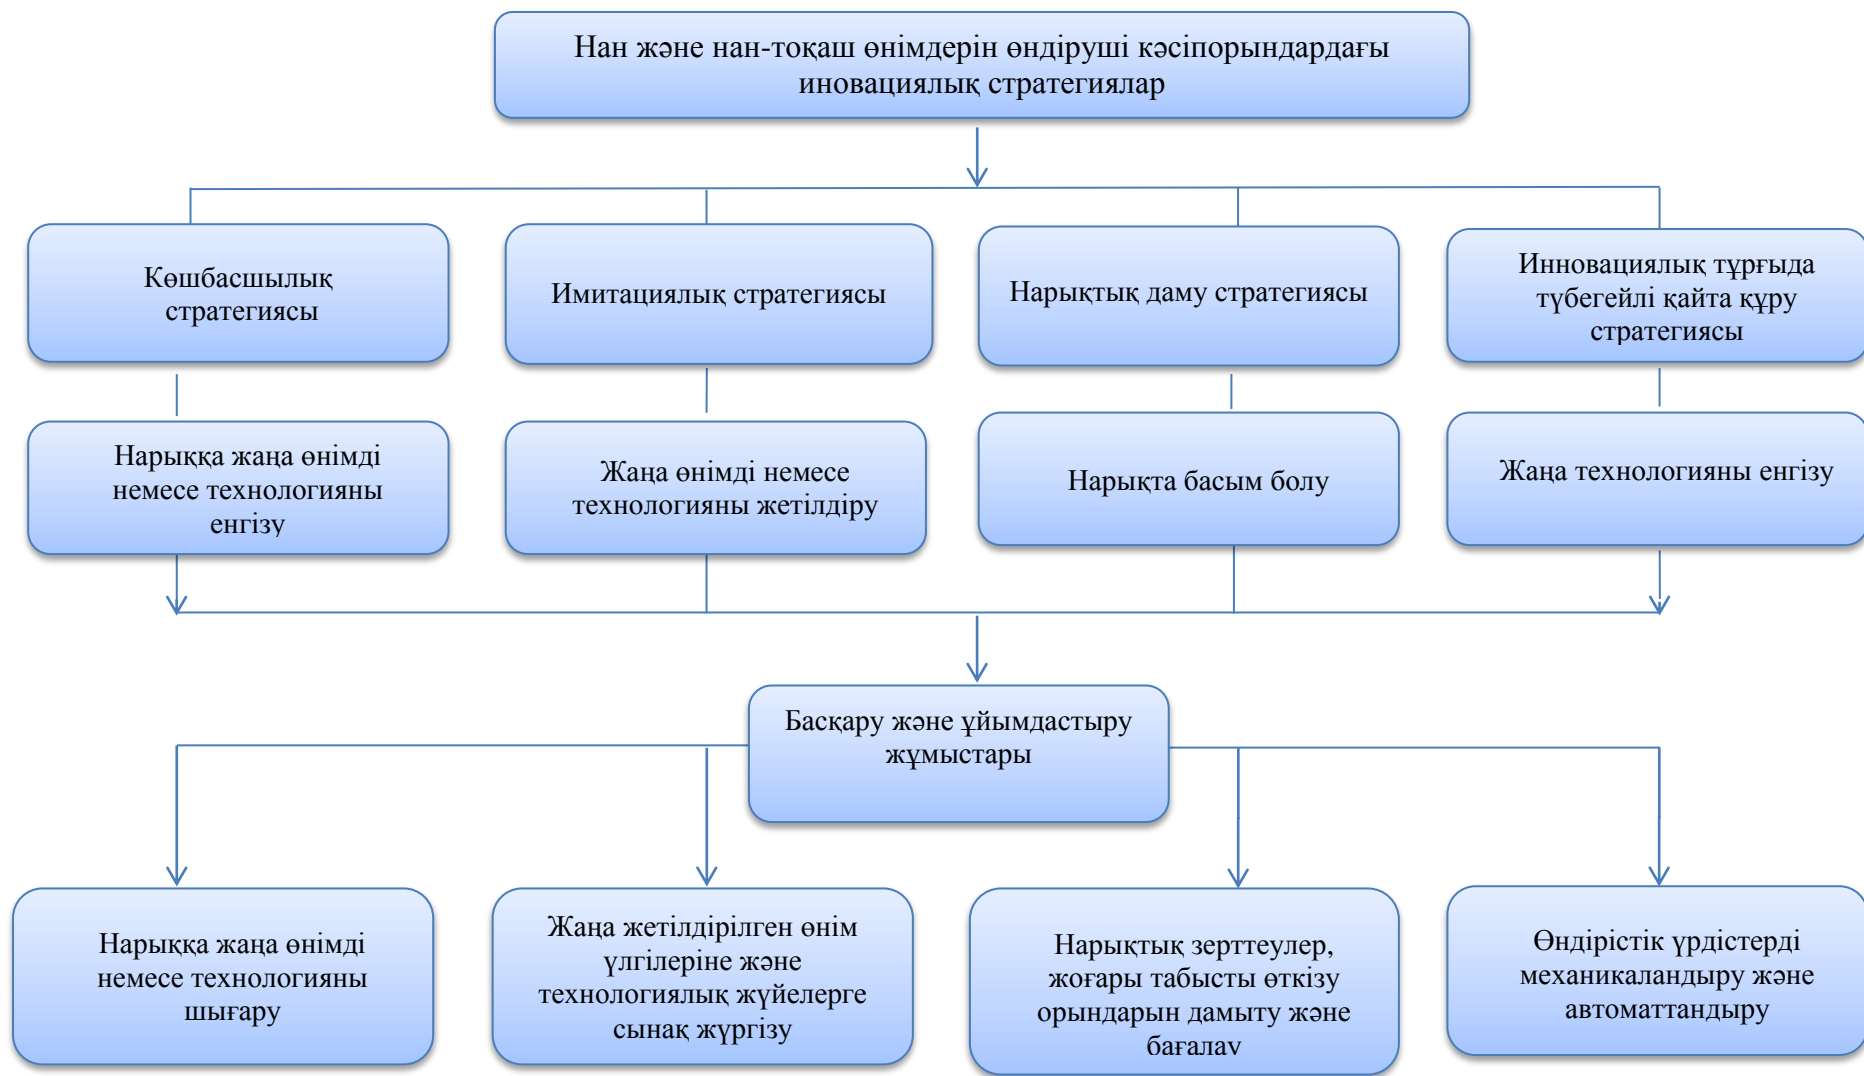 Нан және нан-тоқаш өнімдерін өндіруші кәсіпорындардағы
иновациялық стратегиялар
Көшбасшылық
стратегиясы
Имитациялық стратегиясы
Нарықтық даму стратегиясы
Инновациялық тұрғыда
түбегейлі қайта құру
стратегиясы
Нарыққа жаңа өнімді
немесе технологияны
енгізу
Жаңа өнімді немесе
технологияны жетілдіру
Нарықта басым болу
Жаңа технологияны енгізу
Басқару және ұйымдастыру
жұмыстары
Нарыққа жаңа өнімді
немесе технологияны
шығару
Жаңа жетілдірілген өнім
үлгілеріне және
технологиялық жүйелерге
сынақ жүргізу
Нарықтық зерттеулер,
жоғары табысты өткізу
орындарын дамыту және
бағалау
Өндірістік үрдістерді
механикаландыру және
автоматтандыру